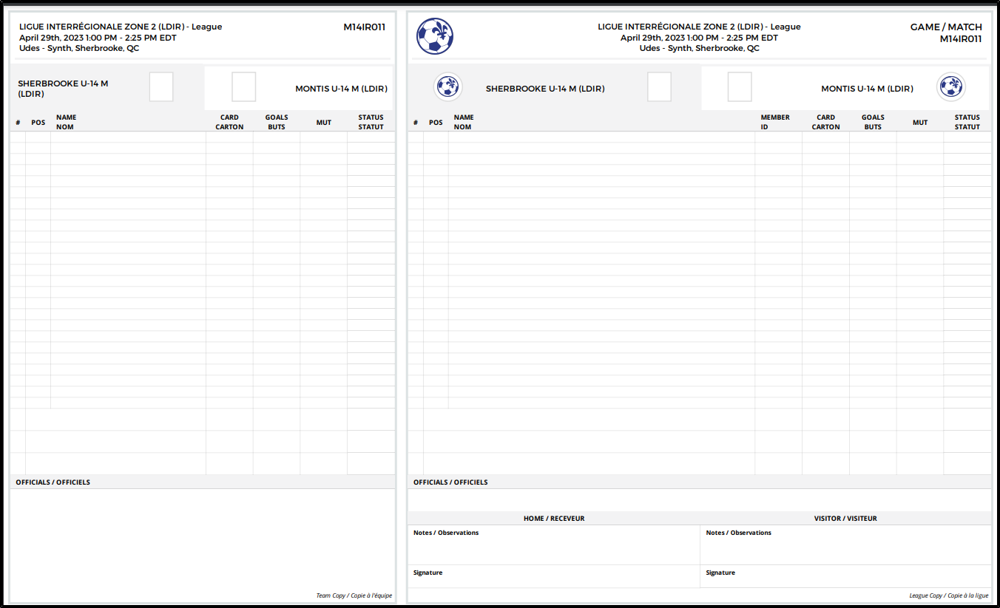 LIGUE INTERRÉGIONALE ZONE 2 (LDIR) - League
M14IR011
April 29th, 2023 1:00 PM - 2:25 PM EDT
Udes - Synth, Sherbrooke, QC
SHERBROOKE U-14 M
(LDIR)
MONTIS U-14 M (LDIR)
# POS NAME NOM CARD CARTON GOALS BUTS MUT STATUS STATUT
OFFICIALS / OFFICIELS
Team Copy / Copie à l'équipe
LIGUE INTERRÉGIONALE ZONE 2 (LDIR) - League
April 29th, 2023 1:00 PM - 2:25 PM EDT
Udes - Synth, Sherbrooke, QC
GAME / MATCH
M14IR011
SHERBROOKE U-14 M (LDIR)
MONTIS U-14 M (LDIR)
# POS NAME NOM MEMBER ID CARD CARTON GOALS BUTS MUT STATUS STATUT
OFFICIALS / OFFICIELS
HOME / RECEVEUR
VISITOR / VISITEUR
Notes / Observations
Notes / Observations
Signature
Signature
League Copy / Copie à la ligue